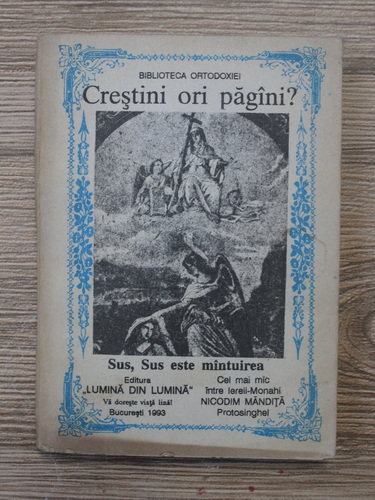 BIBLIOTECA ORTODOXIEI
Creştini ori păgîni?
Sus, Sus este mîntuirea
Editura
„LUMINĂ DIN LUMINĂ“
Vă doreşte viaţă lină!
Bucureşti 1993
Cel mai mic
între Ierei-Monahi
NICODIM MĂNDIŢĂ
Protosinghel